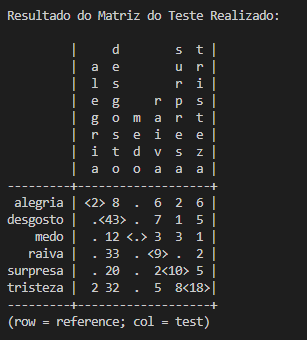 Resultado do Matriz do Teste Realizado:
          |     d       s  t |
          |  a  e       u  r |
          |  l  s       r  i |
          |  e  g     r p  s |
          |  g  o  m  a r  t |
          |  r  s  e  i e  e |
          |  i  t  d  v s  z |
          |  a  o  o  a a  a |
---------+------------------+
 alegria | <2> 8  .  6  2  6 |
desgosto |  .<43> .  7  1  5 |
    medo |  . 12 <.> 3  3  1 |
   raiva |  . 33  . <9> .  2 |
surpresa |  . 20  .  2<10> 5 |
tristeza |  2 32  .  5  8<18>|
---------+------------------+
(row = reference; col = test)